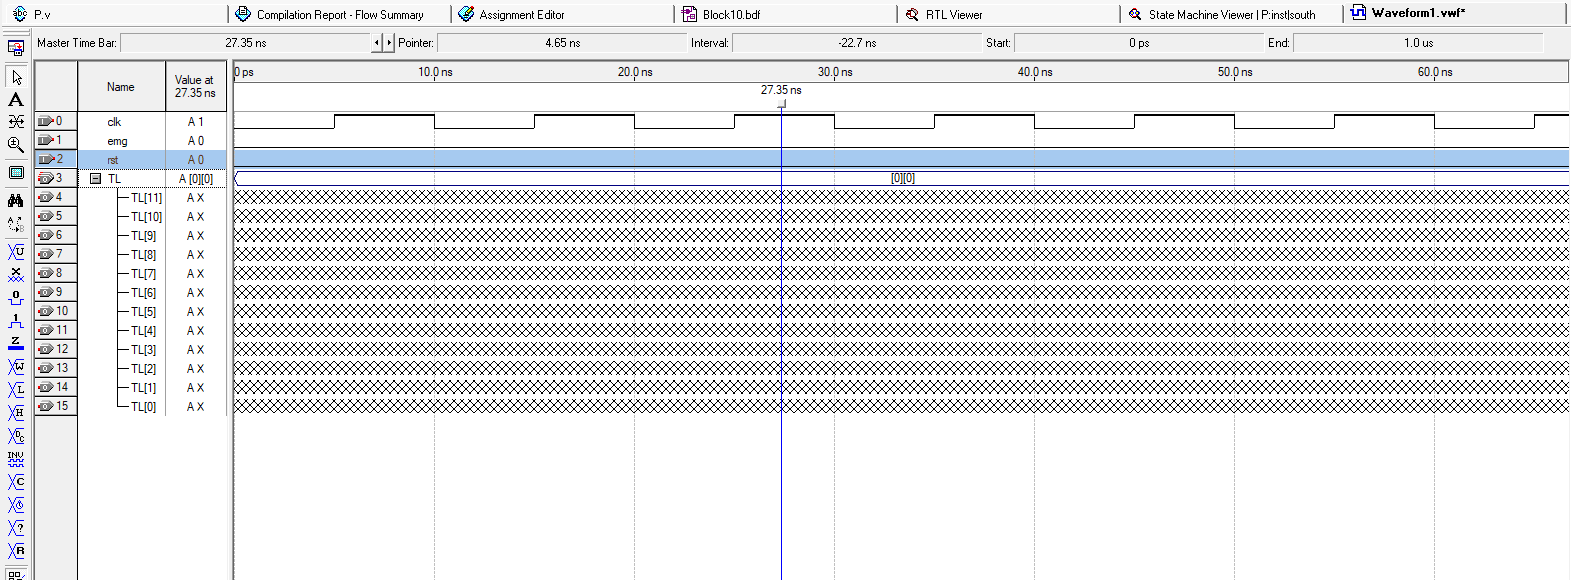 abc P.v Compilation Report - Flow Summary Assignment Editor Block10.bdf RTL Viewer State Machine Viewer | P:inst|south Waveform1.vwf*
Master Time Bar: 27.35 ns Pointer: 4.65 ns Interval: -22.7 ns Start: 0 ps End: 1.0 us
Name Value at 27.35 ns 0 ps 10.0 ns 20.0 ns 30.0 ns 40.0 ns 50.0 ns 60.0 ns
27.35 ns
0 clk A 1
1 emg A 0
2 rst A 0
3 TL A [0][0] [0][0]
4 TL[11] A X
5 TL[10] A X
6 TL[9] A X
7 TL[8] A X
8 TL[7] A X
9 TL[6] A X
10 TL[5] A X
11 TL[4] A X
12 TL[3] A X
13 TL[2] A X
14 TL[1] A X
15 TL[0] A X